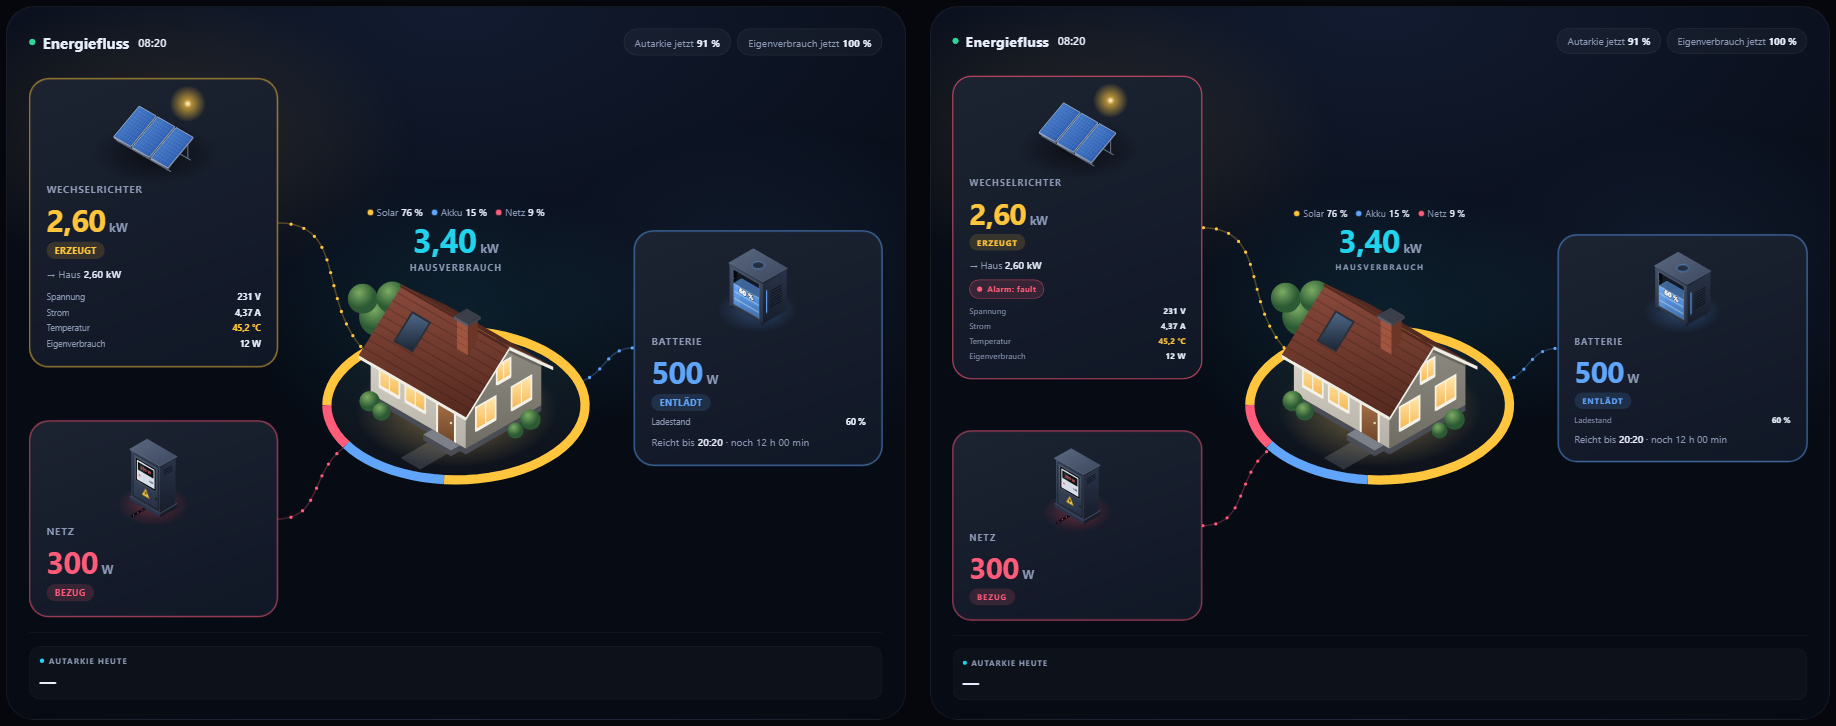 Energiefluss 08:20
Autarkie jetzt 91 %
Eigenverbrauch jetzt 100 %
WECHSELRICHTER
2,60 kW
ERZEUGT
→ Haus 2,60 kW
Spannung 231 V
Strom 4,37 A
Temperatur 45,2 °C
Eigenverbrauch 12 W
Solar 76 % Akku 15 % Netz 9 %
3,40 kW
HAUSVERBRAUCH
60 %
BATTERIE
500 W
ENTLÄDT
Ladestand 60 %
Reicht bis 20:20 · noch 12 h 00 min
NETZ
300 W
BEZUG
AUTARKIE HEUTE
—
Energiefluss 08:20
Autarkie jetzt 91 %
Eigenverbrauch jetzt 100 %
WECHSELRICHTER
2,60 kW
ERZEUGT
→ Haus 2,60 kW
Alarm: fault
Spannung 231 V
Strom 4,37 A
Temperatur 45,2 °C
Eigenverbrauch 12 W
Solar 76 % Akku 15 % Netz 9 %
3,40 kW
HAUSVERBRAUCH
60 %
BATTERIE
500 W
ENTLÄDT
Ladestand 60 %
Reicht bis 20:20 · noch 12 h 00 min
NETZ
300 W
BEZUG
AUTARKIE HEUTE
—